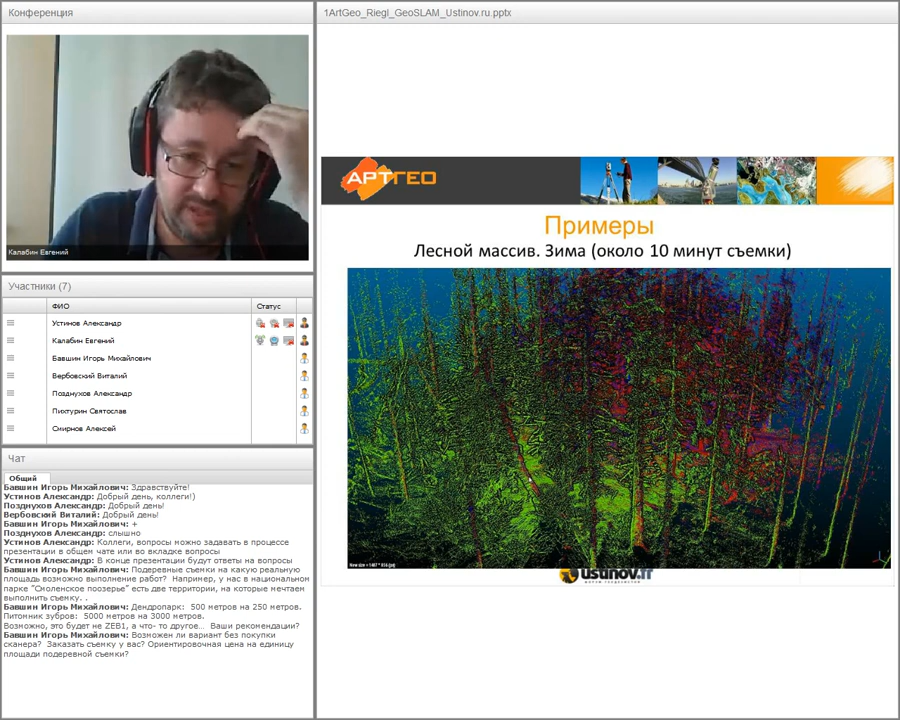 Конференция
Калабин Евгений
Участники (7)
ФИО
Статус
Устинов Александр
Калабин Евгений
Бавшин Игорь Михайлович
Вербовский Виталий
Позднухов Александр
Пихтурин Святослав
Смирнов Алексей
Чат
Общий
Бавшин Игорь Михайлович: Здравствуйте!
Устинов Александр: Добрый день, коллеги!)
Позднухов Александр: Добрый день!
Вербовский Виталий: Добрый день!
Бавшин Игорь Михайлович: +
Позднухов Александр: слышно
Устинов Александр: Коллеги, вопросы можно задавать в процессе
презентации в общем чате или во вкладке вопросы
Устинов Александр: В конце презентации будут ответы на вопросы
Бавшин Игорь Михайлович: Подеревные съемки на какую реальную
площадь возможно выполнение работ? Например, у нас в национальном
парке "Смоленское поозерье" есть две территории, на которые мечтаем
выполнить съемку. .
Бавшин Игорь Михайлович: Дендропарк: 500 метров на 250 метров.
Питомник зубров: 5000 метров на 3000 метров.
Возможно, это будет не ZEB1, а что- то другое... Ваши рекомендации?
Бавшин Игорь Михайлович: Возможен ли вариант без покупки
сканера? Заказать съемку у вас? Ориентировочная цена на единицу
площади подеревной съемки?
1ArtGeo_Riegl_GeoSLAM_Ustinov.ru.pptx
АРТГЕО
Примеры
Лесной массив. Зима (около 10 минут съемки)
ustinov.